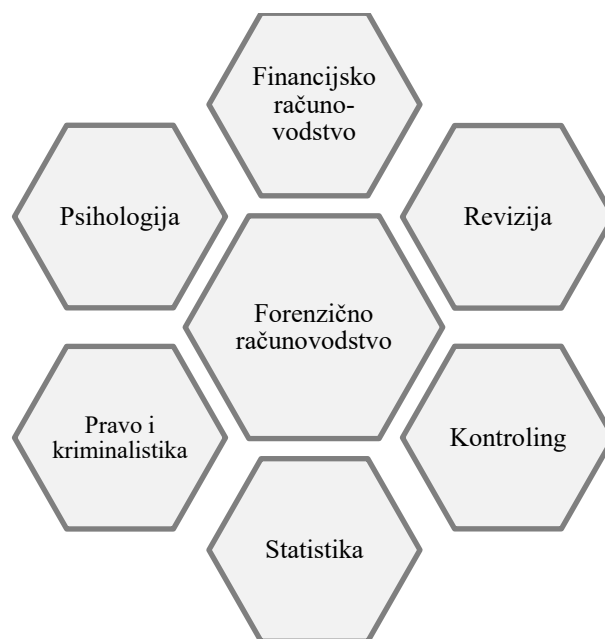 Financijsko
računo-
vodstvo
Psihologija
Revizija
Forenzično
računovodstvo
Pravo i
kriminalistika
Kontroling
Statistika